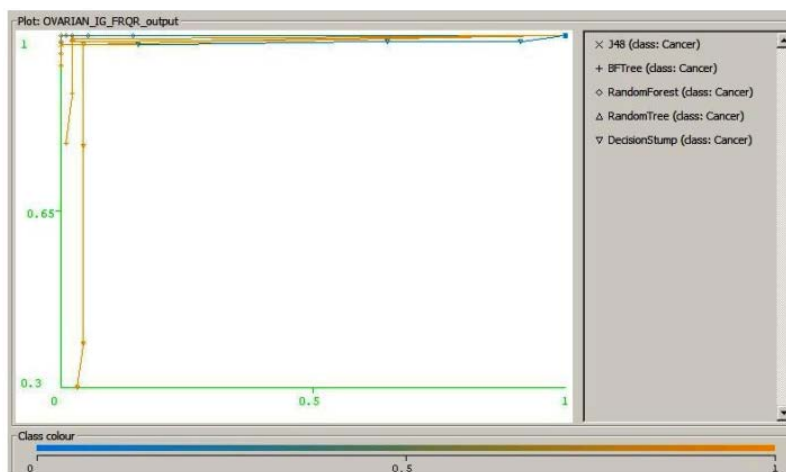 Plot: OVARIAN_IG_FRQR_output
1
0.65
0.3
0
0.5
1
J48 (class: Cancer)
BFTree (class: Cancer)
RandomForest (class: Cancer)
RandomTree (class: Cancer)
DecisionStump (class: Cancer)
Class colour
0
0.5
1